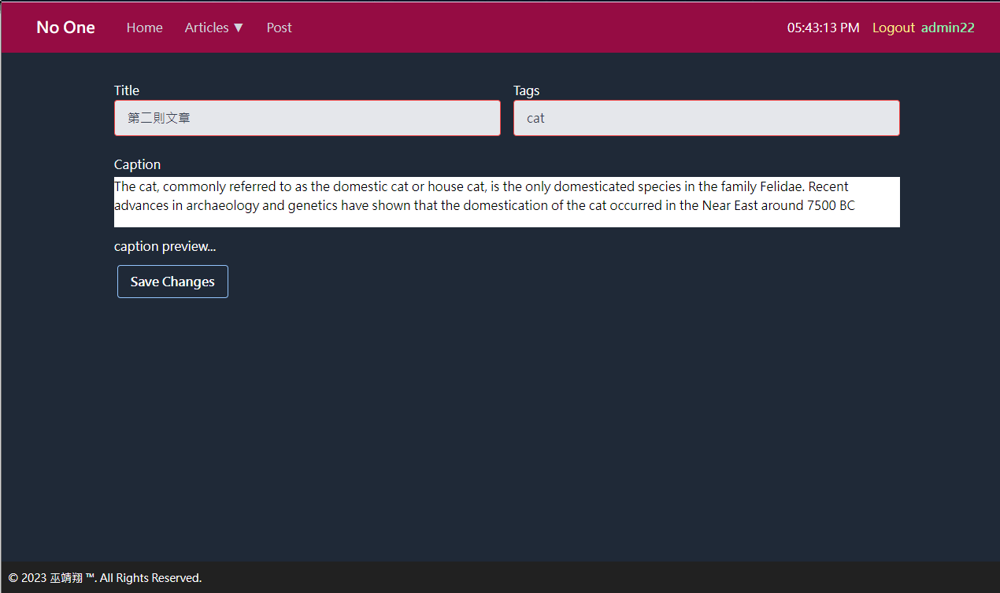 No One Home Articles ▼ Post 05:43:13 PM Logout admin22
Title Tags
第二則文章 cat
Caption
The cat, commonly referred to as the domestic cat or house cat, is the only domesticated species in the family Felidae. Recent
advances in archaeology and genetics have shown that the domestication of the cat occurred in the Near East around 7500 BC
caption preview...
Save Changes
© 2023 巫靖翔 ™. All Rights Reserved.